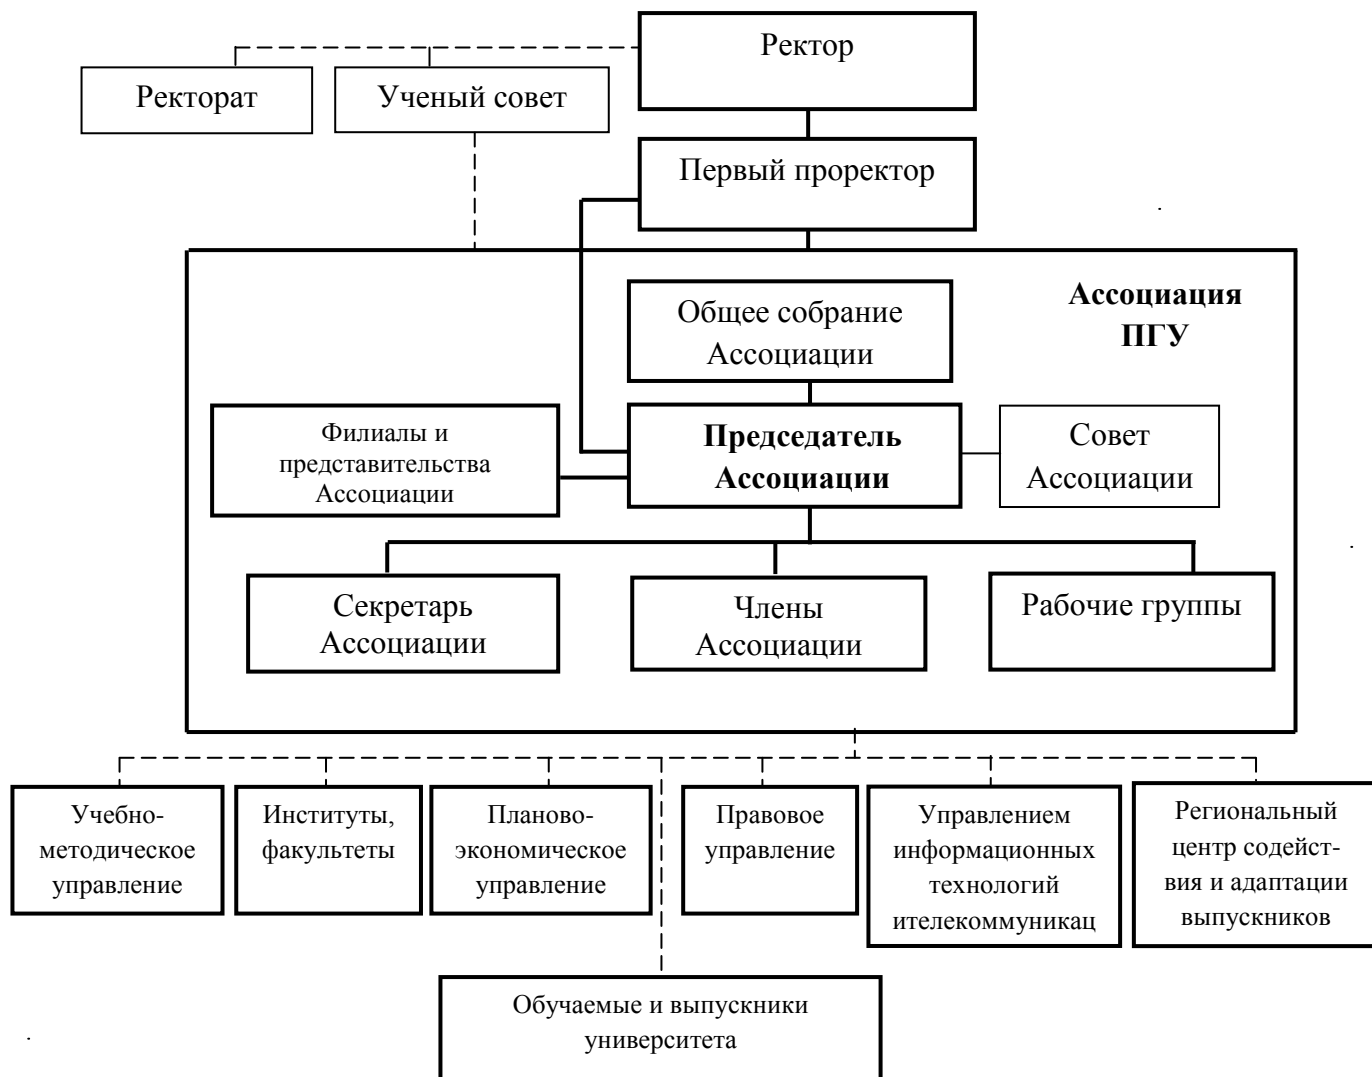 Ректор
Ректорат
Ученый совет
Первый проректор
Ассоциация
ПГУ
Общее собрание
Ассоциации
Филиалы и
представительства
Ассоциации
Председатель
Ассоциации
Совет
Ассоциации
Секретарь
Ассоциации
Члены
Ассоциации
Рабочие группы
Учебно-
методическое
управление
Институты,
факультеты
Планово-
экономическое
управление
Правовое
управление
Управлением
информационных
технологий
ителекоммуникац
Региональный
центр содейст-
вия и адаптации
выпускников
Обучаемые и выпускники
университета